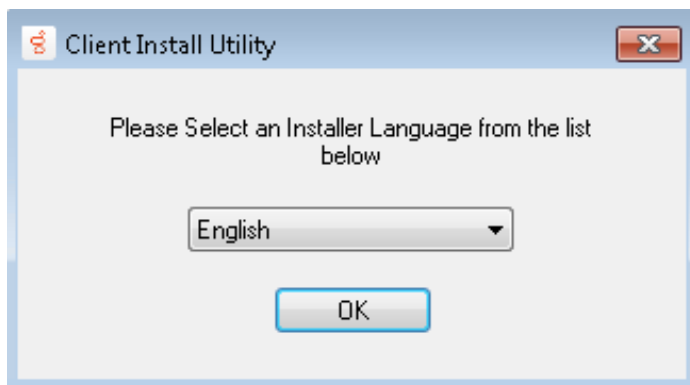 Client Install Utility
Please Select an Installer Language from the list
below
English
OK